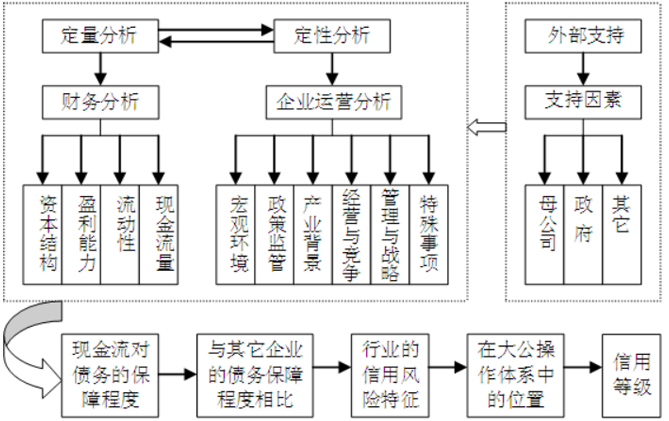 定量分析
定性分析
外部支持
财务分析
企业运营分析
支持因素
资本结构
盈利能力
流动性
现金流量
宏观环境
政策监管
产业背景
经营与竞争
管理与战略
特殊事项
母公司
政府
其它
现金流对
债务的保
障程度
与其它企业
的债务保障
程度相比
行业的
信用风
险特征
在大公操
作体系中
的位置
信用
等级